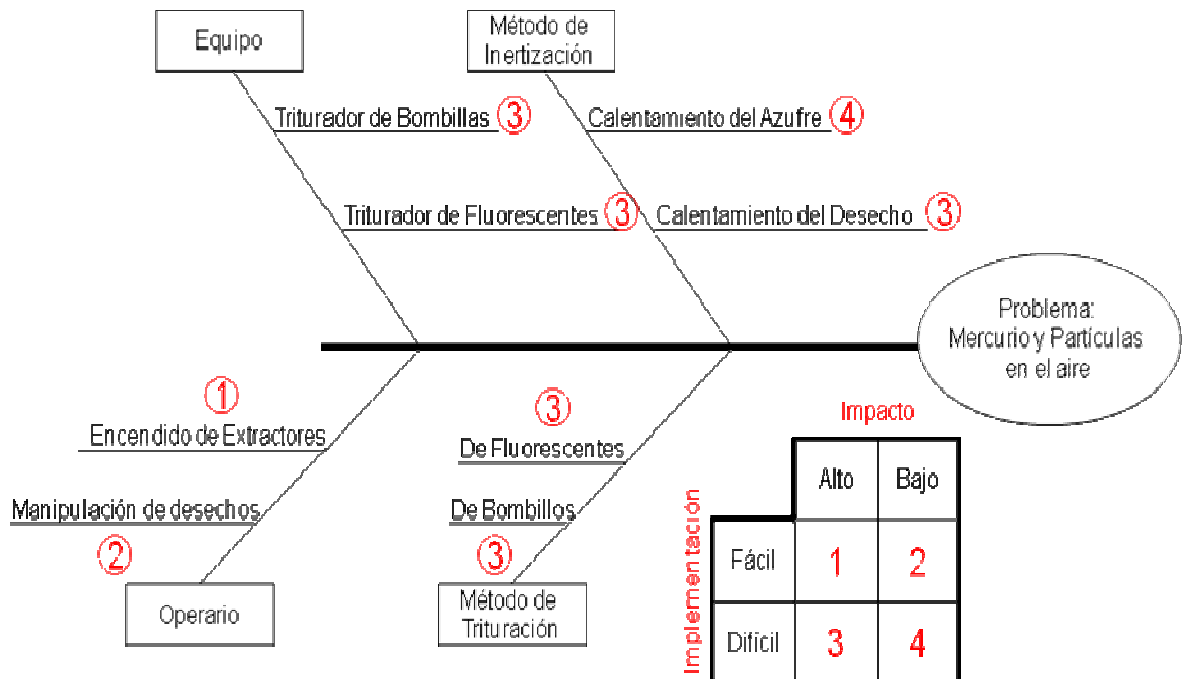 Equipo
Método de
Inertización
Triturador de Bombillas 3
Calentamiento del Azufre 4
Triturador de Fluorescentes 3
Calentamiento del Desecho 3
Problema:
Mercurio y Partículas
en el aire
1
Encendido de Extractores
Manipulación de desechos
2
Operario
3
De Fluorescentes
De Bombillos
3
Método de
Trituración
Impacto
Implementación
Alto Bajo
Fácil 1 2
Difícil 3 4